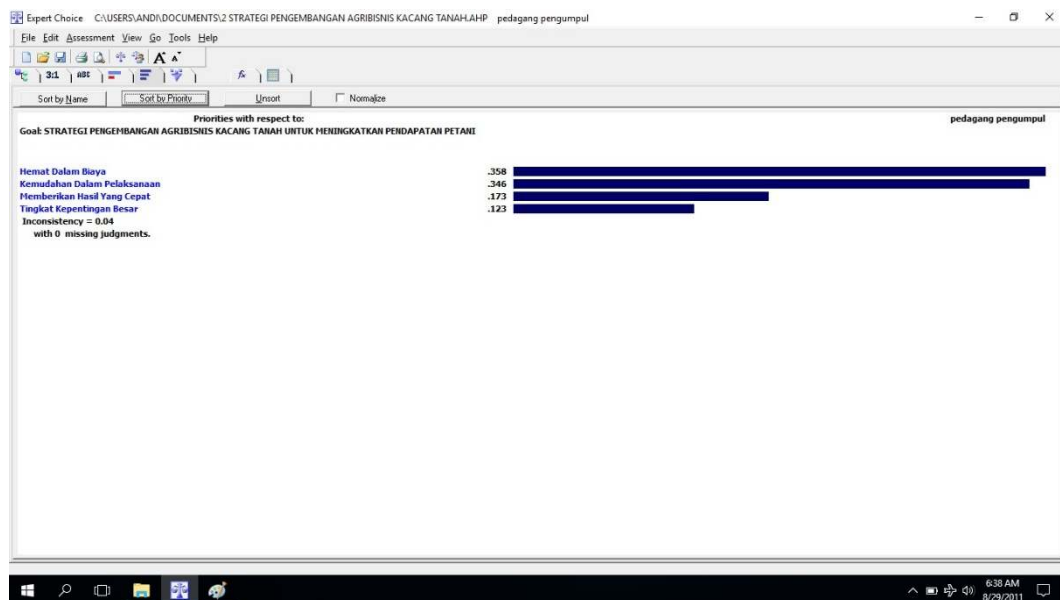 Expert Choice C:\USERS\ANDI\DOCUMENTS\2 STRATEGI PENGEMBANGAN AGRIBISNIS KACANG TANAH.AHP pedagang pengumpul
File Edit Assessment View Go Tools Help
3:1 ABC
Sort by Name Sort by Priority Unsort Normalize
Priorities with respect to: pedagang pengumpul
Goal: STRATEGI PENGEMBANGAN AGRIBISNIS KACANG TANAH UNTUK MENINGKATKAN PENDAPATAN PETANI
Hemat Dalam Biaya .358
Kemudahan Dalam Pelaksanaan .346
Memberikan Hasil Yang Cepat .173
Tingkat Kepentingan Besar .123
Inconsistency = 0.04
with 0 missing judgments.
6:38 AM
8/29/2011